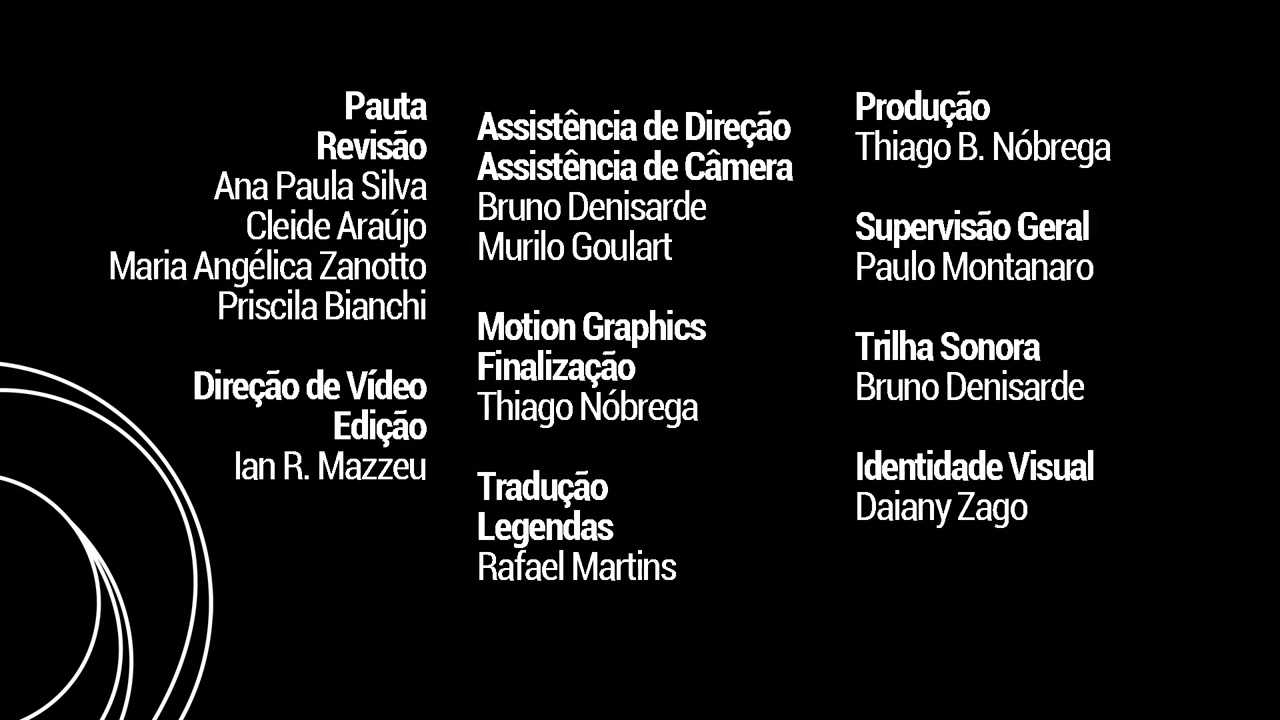 Pauta
Revisão
Ana Paula Silva
Cleide Araújo
Maria Angélica Zanotto
Priscila Bianchi
Direção de Vídeo
Edição
Ian R. Mazzeu
Assistência de Direção
Assistência de Câmera
Bruno Denisarde
Murilo Goulart
Motion Graphics
Finalização
Thiago Nóbrega
Tradução
Legendas
Rafael Martins
Produção
Thiago B. Nóbrega
Supervisão Geral
Paulo Montanaro
Trilha Sonora
Bruno Denisarde
Identidade Visual
Daiany Zago